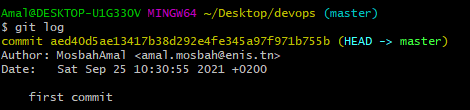 Amal@DESKTOP-U1G33OV MINGW64 ~/Desktop/devops (master)
$ git log
commit aed40d5ae13417b38d292e4fe345a97f971b755b (HEAD -> master)
Author: MosbahAmal <amal.mosbah@enis.tn>
Date:   Sat Sep 25 10:30:55 2021 +0200
    first commit